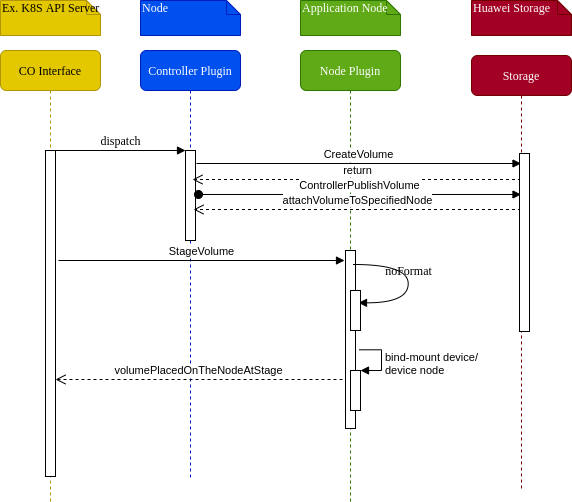 Ex. K8S API Server
Node
Application Node
Huawei Storage
CO Interface
Controller Plugin
Node Plugin
Storage
dispatch
CreateVolume
return
ControllerPublishVolume
attachVolumeToSpecifiedNode
StageVolume
noFormat
bind-mount device/
device node
volumePlacedOnTheNodeAtStage